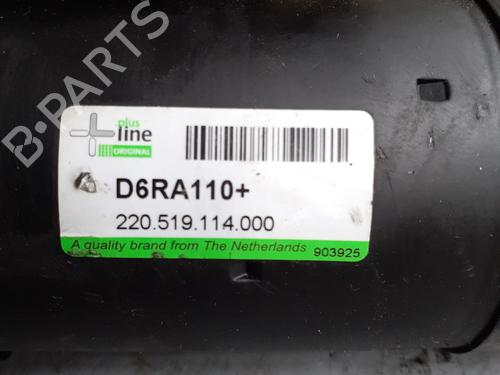 B-PARTS
plus
line
ORIGINAL
D6RA110+
220.519.114.000
A quality brand from The Netherlands
903925